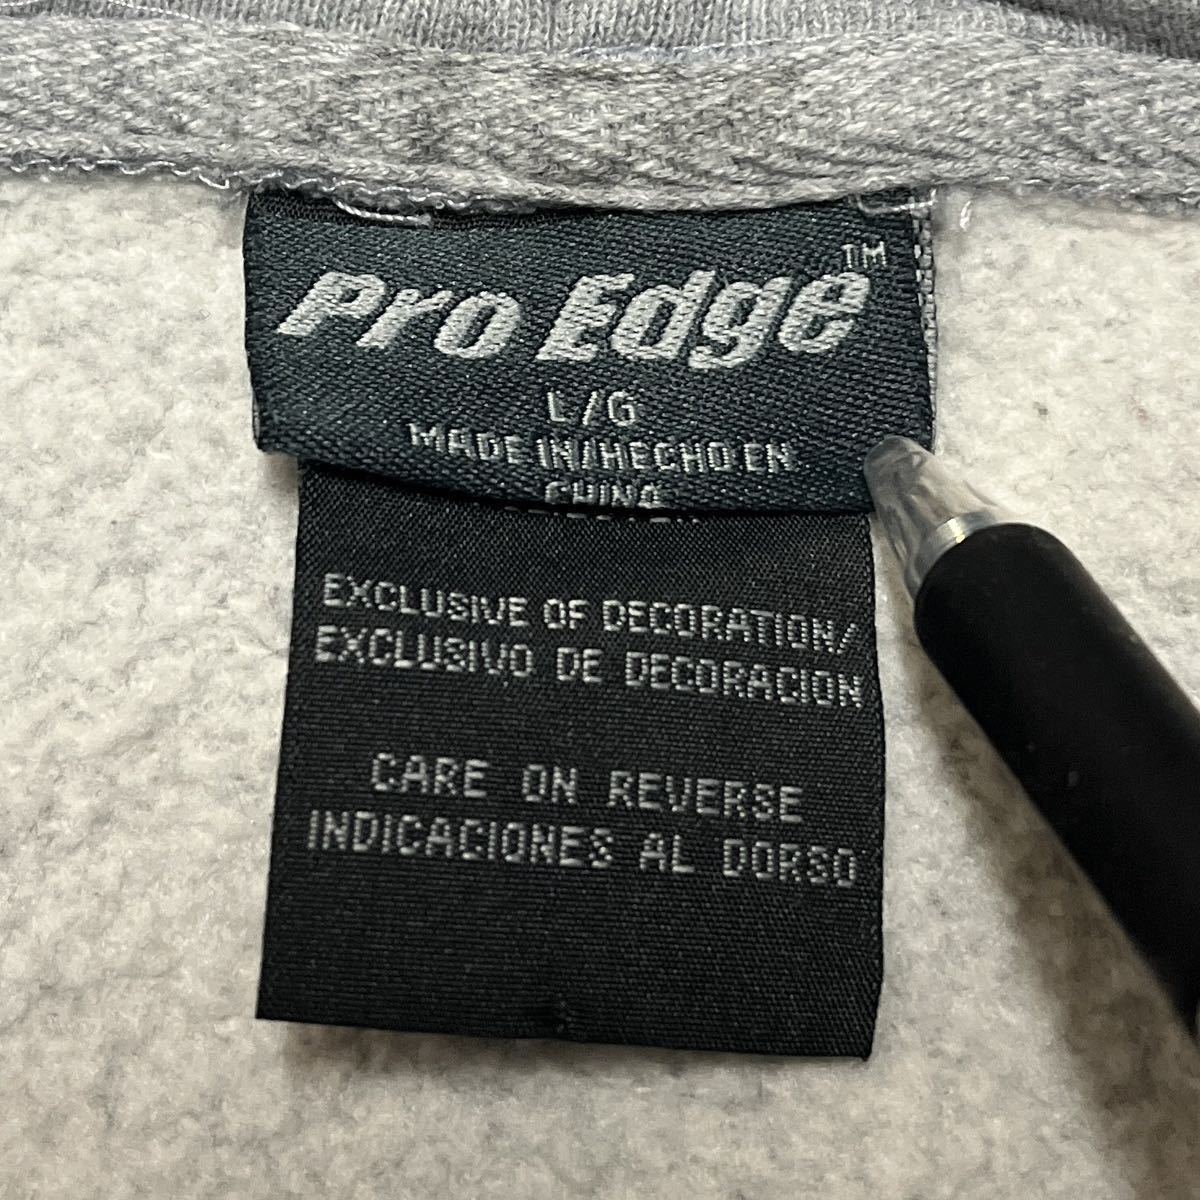 Pro Edge™
L/G
MADE IN/HECHO EN
CHINA
EXCLUSIVE OF DECORATION/
EXCLUSIVO DE DECORACION
CARE ON REVERSE
INDICACIONES AL DORSO